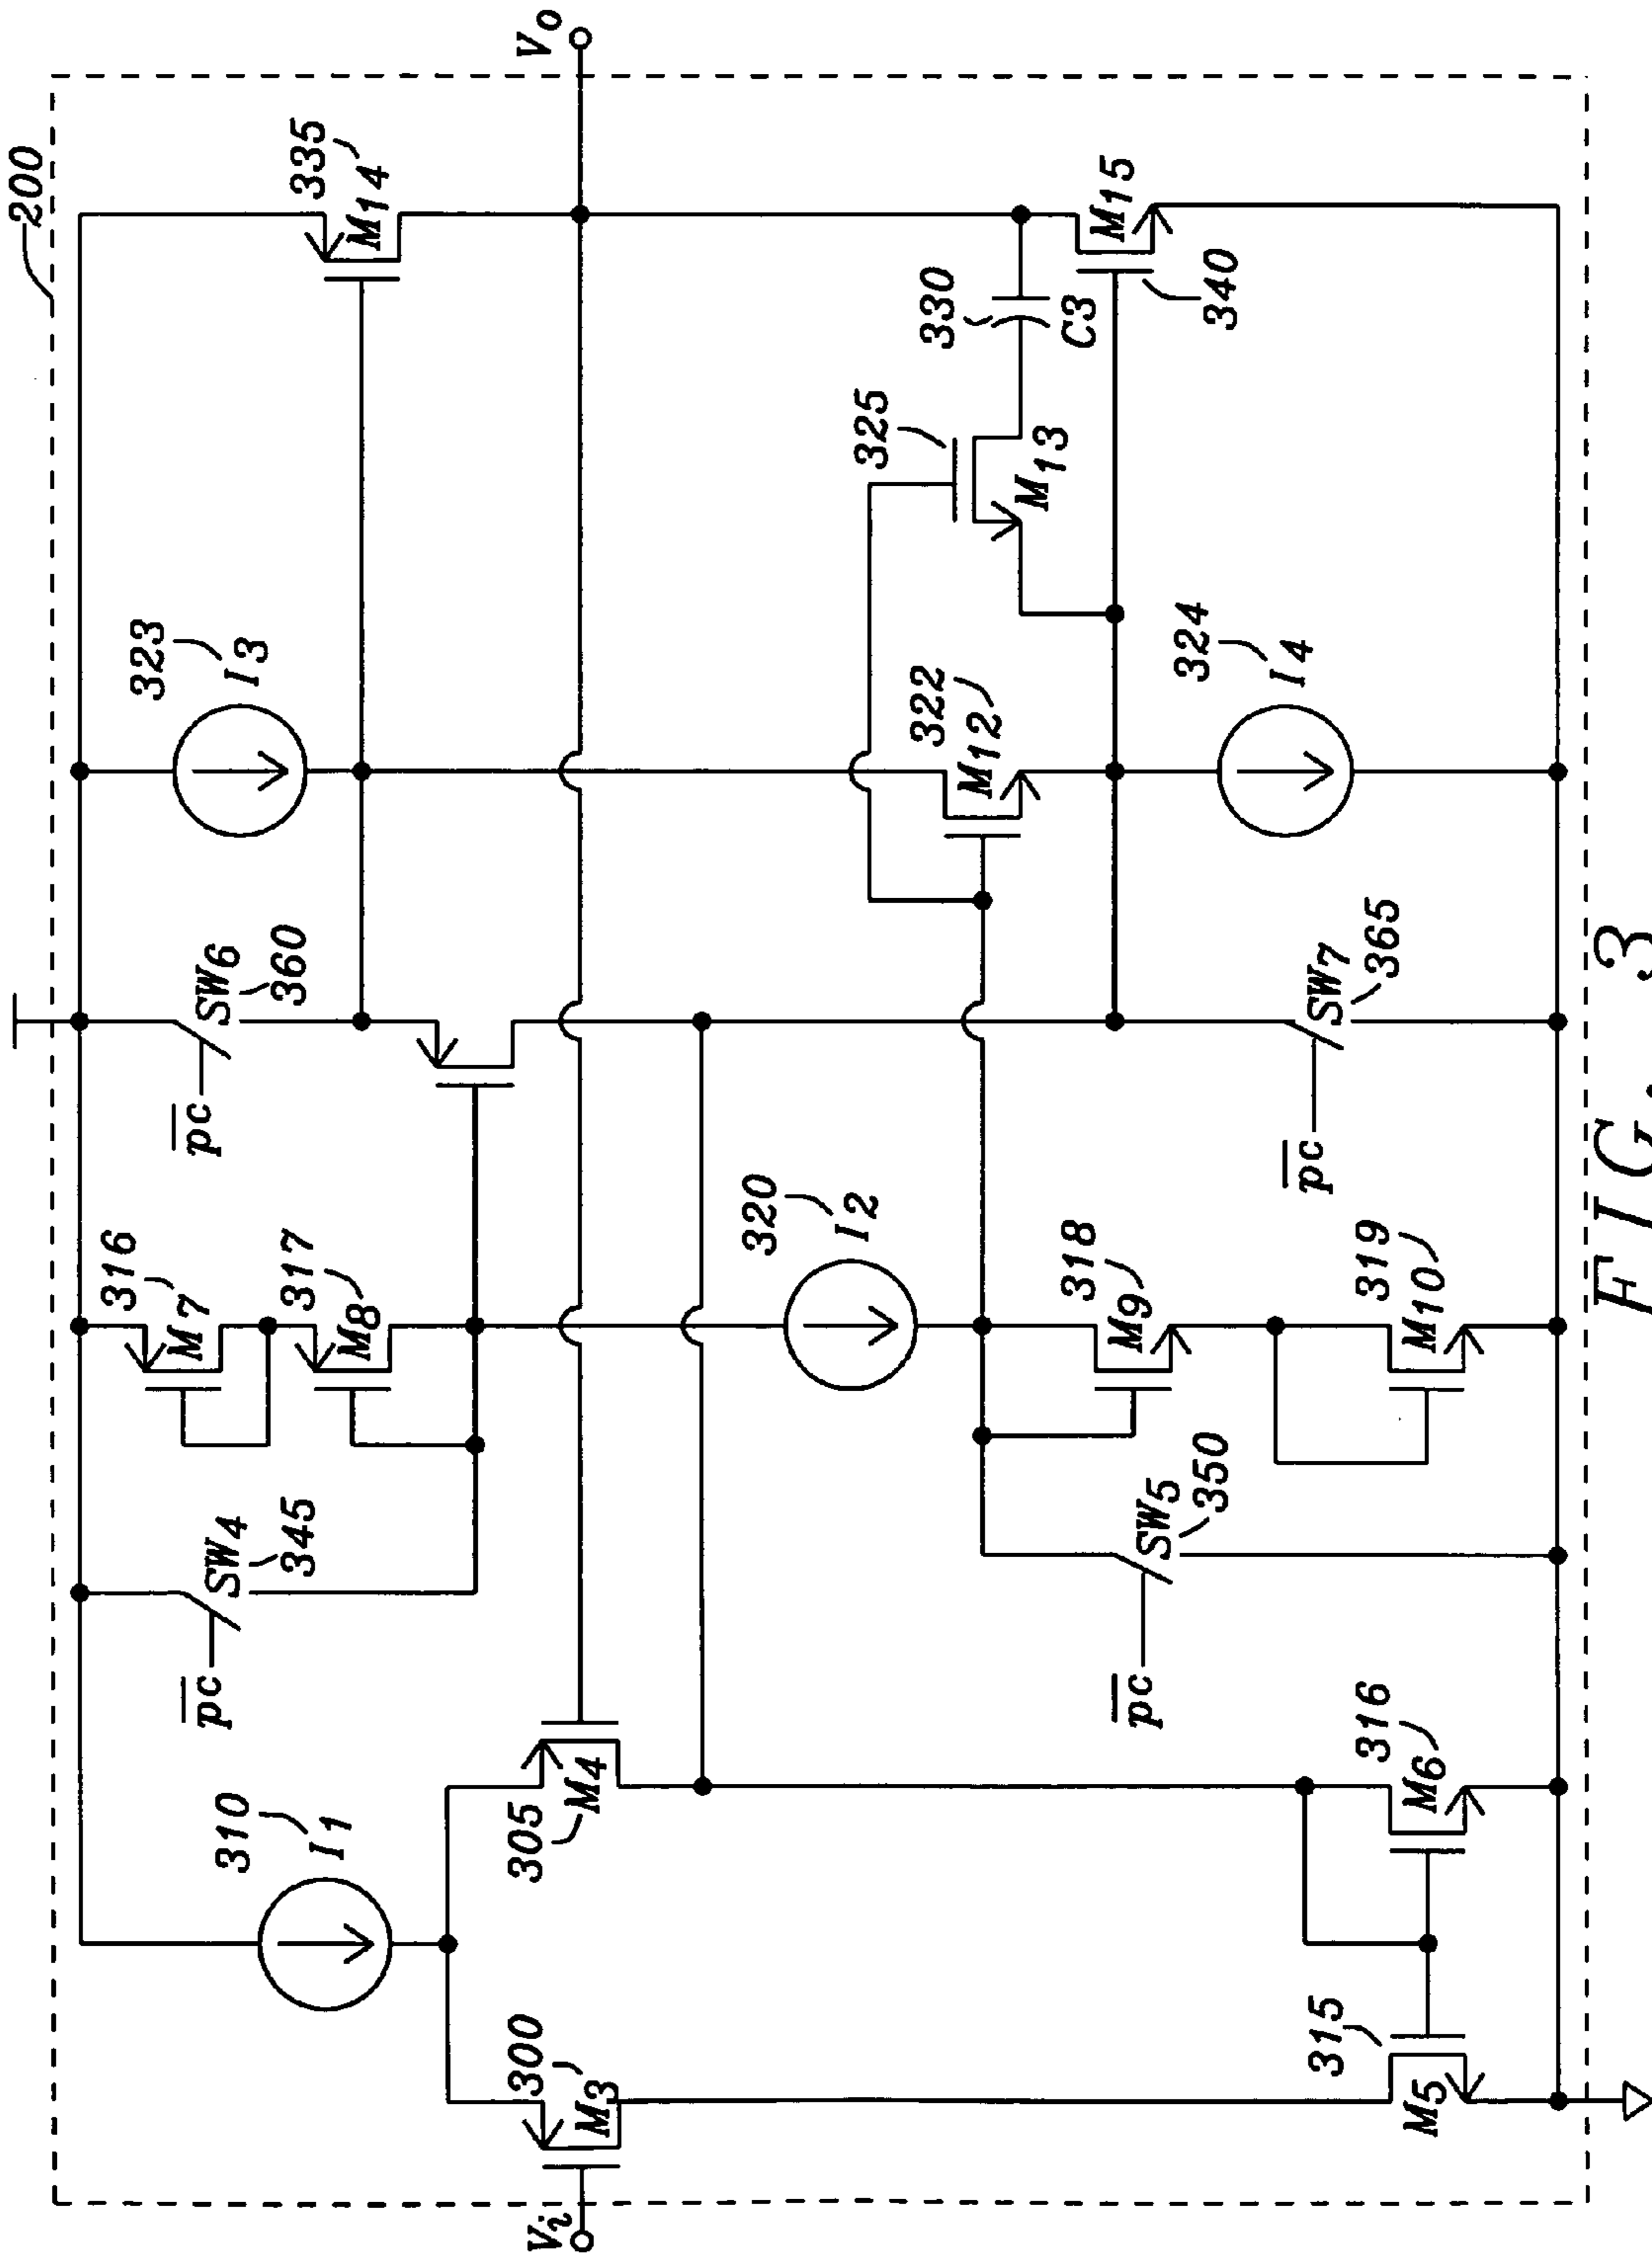 200
Vi
300
M3
310
I1
305
M4
315
M5
316
M6
pc
SW4
345
316
M7
317
M8
320
I2
pc
SW5
350
318
M9
319
M10
pc
SW6
360
pc
SW7
365
323
I3
322
M12
324
I4
325
M13
330
C3
335
M14
M15
340
Vo
FIG. 3